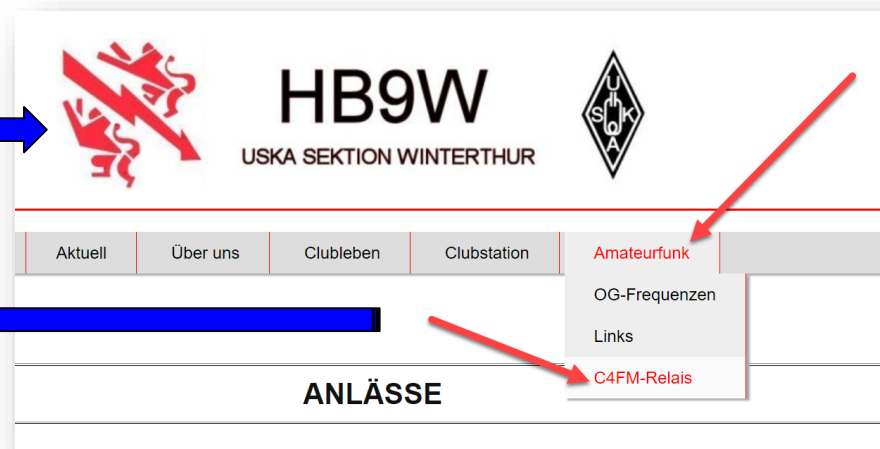 HB9W
USKA SEKTION WINTERTHUR
U
S K
A
Aktuell Über uns Clubleben Clubstation Amateurfunk
OG-Frequenzen
Links
C4FM-Relais
ANLÄSSE